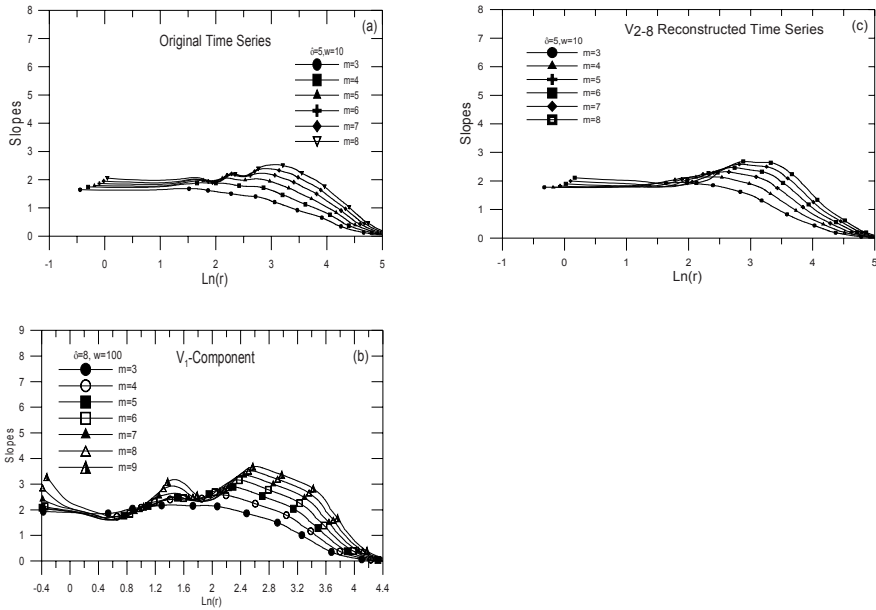 (a)
Original Time Series
δ=5,w=10
m=3
m=4
m=5
m=6
m=7
m=8
Slopes
8
7
6
5
4
3
2
1
0
-1 0 1 2 3 4 5
Ln(r)
(c)
V2-8 Reconstructed Time Series
δ=5,w=10
m=3
m=4
m=5
m=6
m=7
m=8
Slopes
8
7
6
5
4
3
2
1
0
-1 0 1 2 3 4 5
Ln(r)
(b)
V1-Component
δ=8, w=100
m=3
m=4
m=5
m=6
m=7
m=8
m=9
Slopes
9
8
7
6
5
4
3
2
1
0
-0.4 0 0.4 0.8 1.2 1.6 2 2.4 2.8 3.2 3.6 4 4.4
Ln(r)